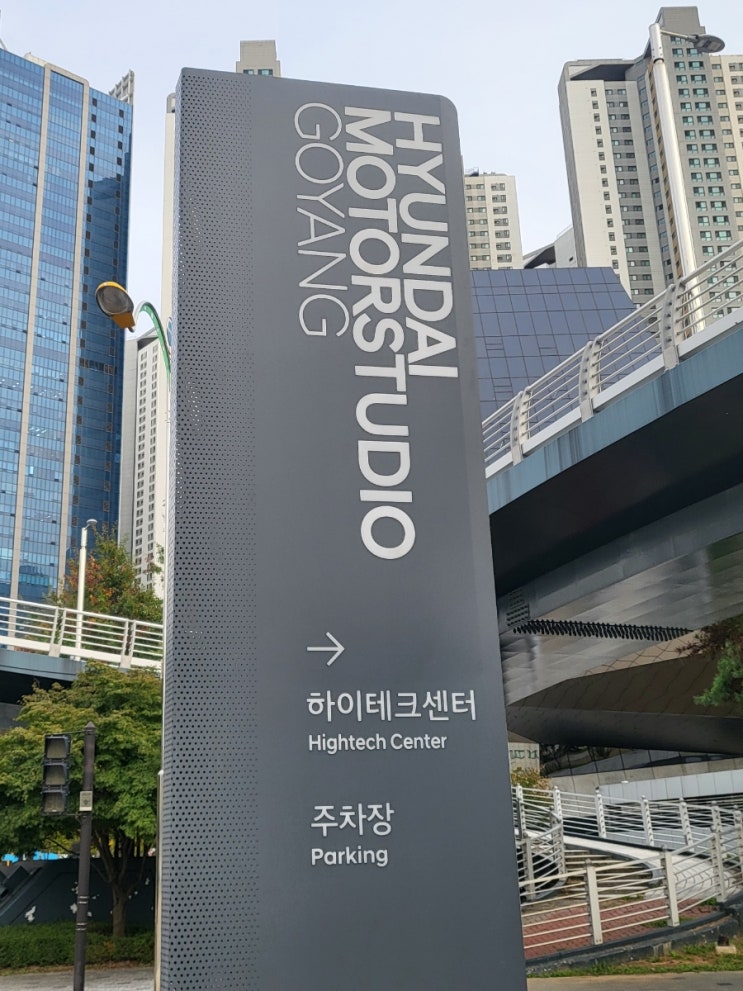 HYUNDAI
MOTORSTUDIO
GOYANG
→
하이테크센터
Hightech Center
주차장
Parking